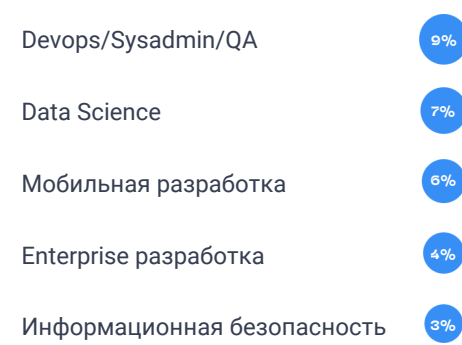 Devops/Sysadmin/QA 9%
Data Science 7%
Мобильная разработка 6%
Enterprise разработка 4%
Информационная безопасность 3%